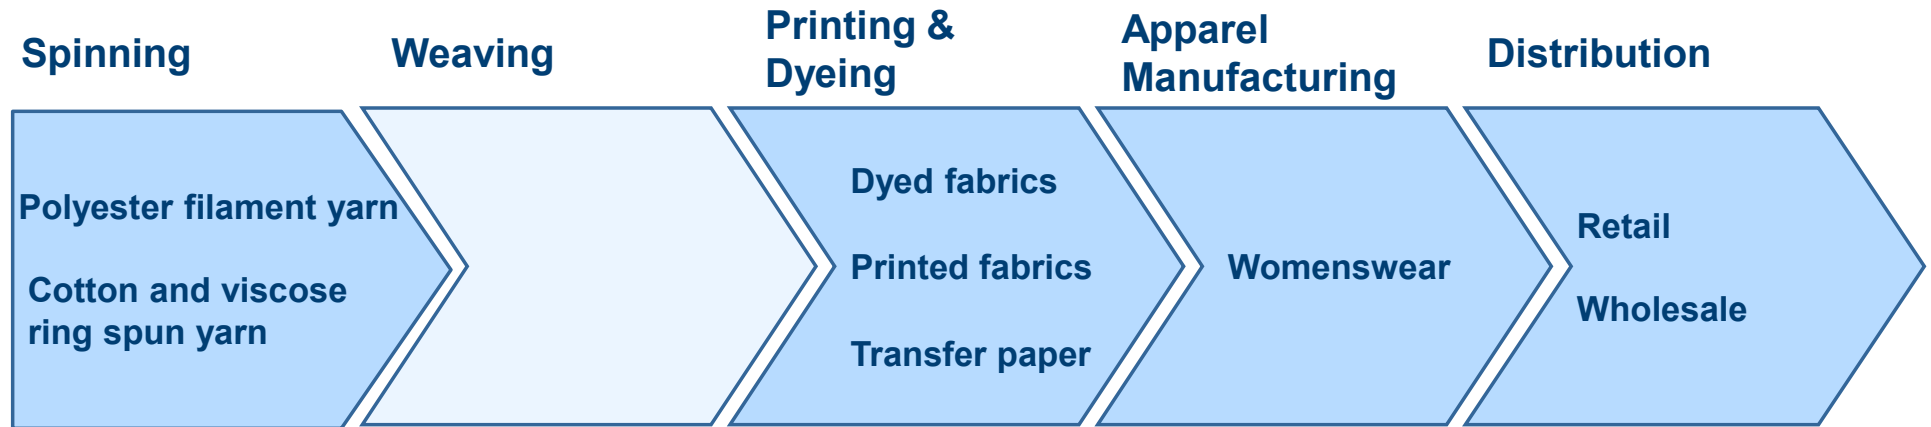 Spinning
Weaving
Printing &
Dyeing
Apparel
Manufacturing
Distribution
Polyester filament yarn
Cotton and viscose
ring spun yarn
Dyed fabrics
Printed fabrics
Transfer paper
Womenswear
Retail
Wholesale